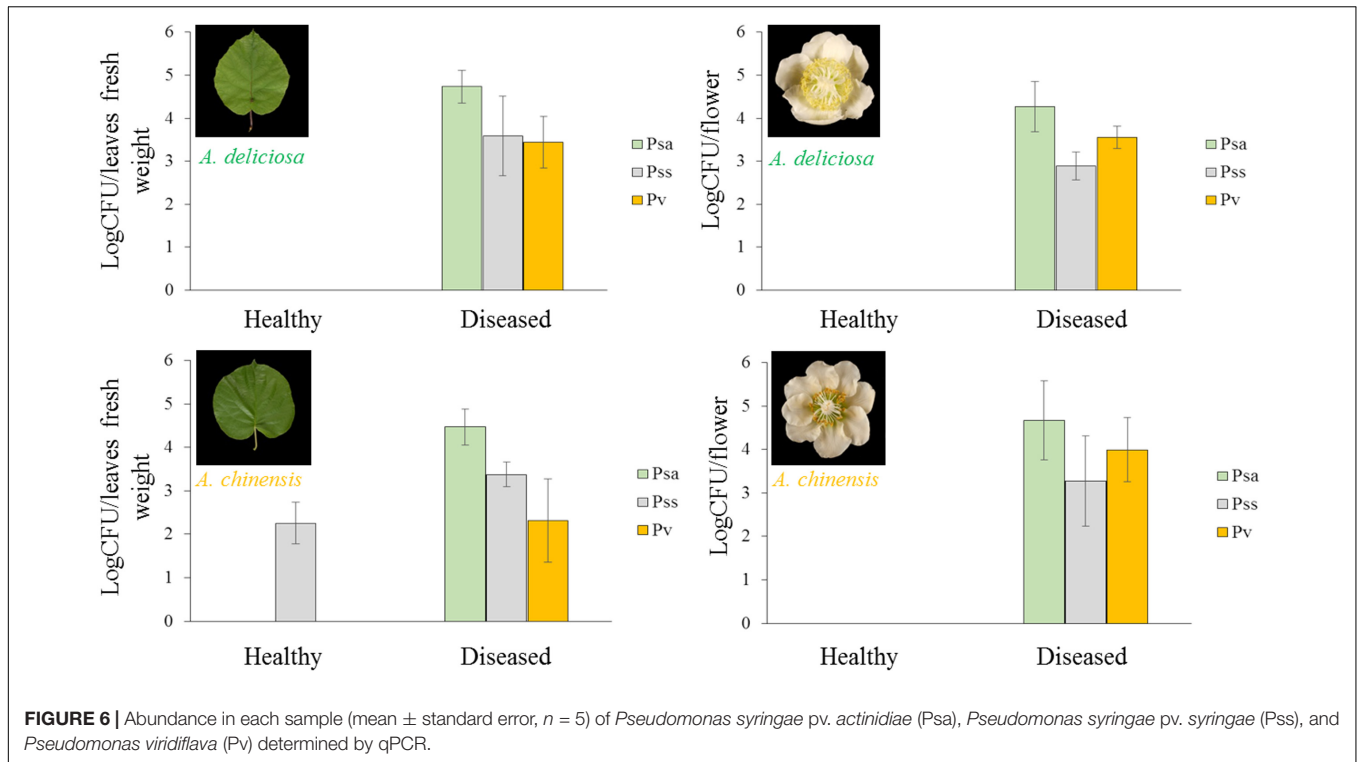 LogCFU/leaves fresh
weight
6
5
4
3
2
1
0
A. deliciosa
Psa
Pss
Pv
Healthy Diseased
LogCFU/flower
6
5
4
3
2
1
0
A. deliciosa
Psa
Pss
Pv
Healthy Diseased
LogCFU/leaves fresh
weight
6
5
4
3
2
1
0
A. chinensis
Psa
Pss
Pv
Healthy Diseased
LogCFU/flower
6
5
4
3
2
1
0
A. chinensis
Psa
Pss
Pv
Healthy Diseased
FIGURE 6 | Abundance in each sample (mean ± standard error, n = 5) of Pseudomonas syringae pv. actinidiae (Psa), Pseudomonas syringae pv. syringae (Pss), and
Pseudomonas viridiflava (Pv) determined by qPCR.